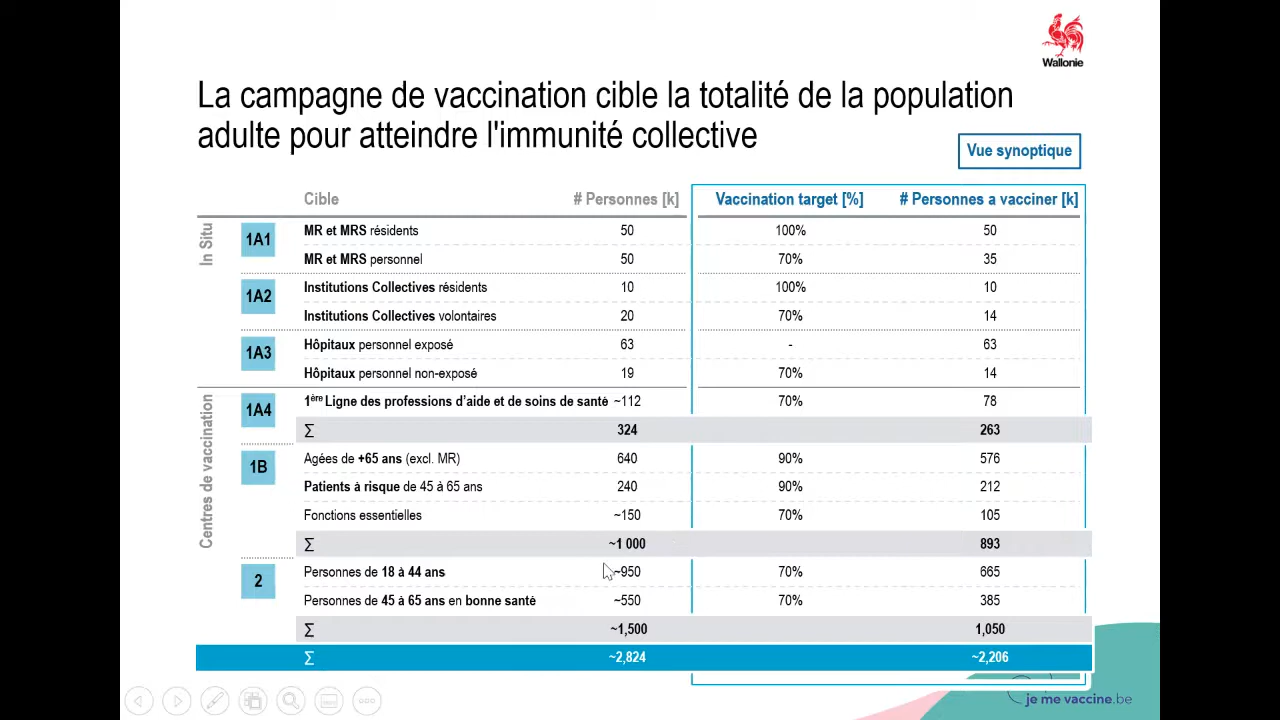 Wallonie
La campagne de vaccination cible la totalité de la population
adulte pour atteindre l'immunité collective
Vue synoptique
Cible # Personnes [k] Vaccination target [%] # Personnes a vacciner [k]
In Situ
1A1
MR et MRS résidents 50 100% 50
MR et MRS personnel 50 70% 35
1A2
Institutions Collectives résidents 10 100% 10
Institutions Collectives volontaires 20 70% 14
1A3
Hôpitaux personnel exposé 63 - 63
Hôpitaux personnel non-exposé 19 70% 14
Centres de vaccination
1A4
1ère Ligne des professions d’aide et de soins de santé ~112 70% 78
Σ 324 263
1B
Agées de +65 ans (excl. MR) 640 90% 576
Patients à risque de 45 à 65 ans 240 90% 212
Fonctions essentielles ~150 70% 105
Σ ~1 000 893
2
Personnes de 18 à 44 ans ~950 70% 665
Personnes de 45 à 65 ans en bonne santé ~550 70% 385
Σ ~1,500 1,050
Σ ~2,824 ~2,206
je me vaccine.be